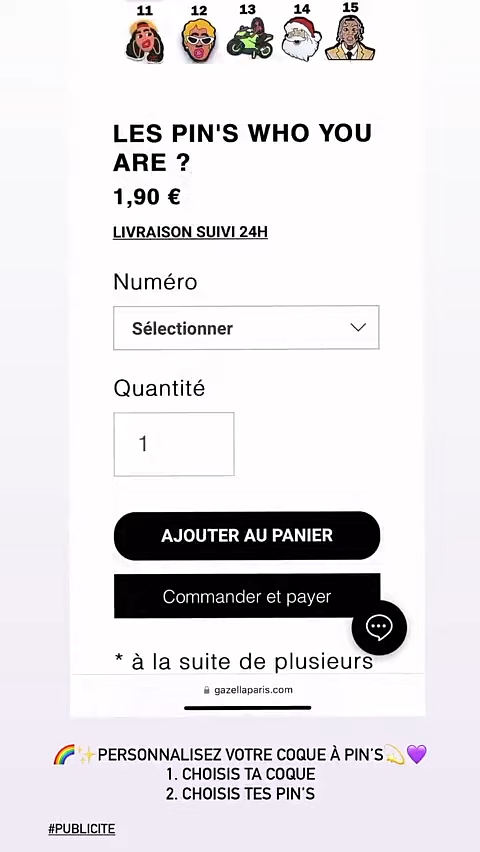 11 12 13 14 15
LES PIN'S WHO YOU
ARE ?
1,90 €
LIVRAISON SUIVI 24H
Numéro
Sélectionner
Quantité
1
AJOUTER AU PANIER
Commander et payer
* à la suite de plusieurs
gazellaparis.com
🌈✨PERSONNALISEZ VOTRE COQUE À PIN'S💫💜
1. CHOISIS TA COQUE
2. CHOISIS TES PIN'S
#PUBLICITE